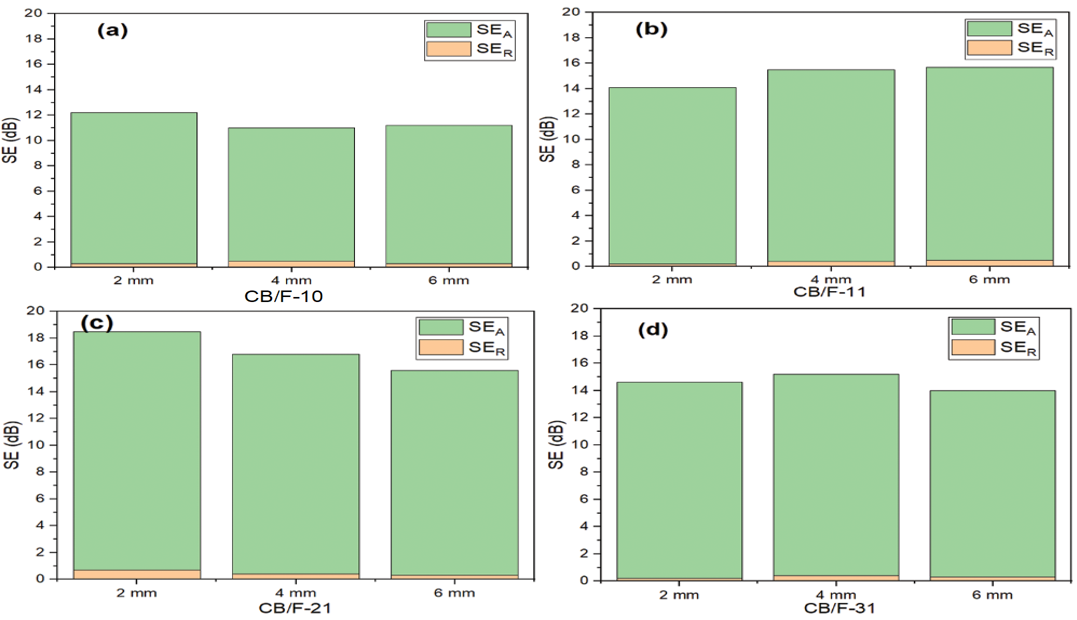 (a)
SE_A
SE_R
SE (dB)
20
18
16
14
12
10
8
6
4
2
0
2 mm 4 mm 6 mm
CB/F-10
(b)
SE_A
SE_R
SE (dB)
20
18
16
14
12
10
8
6
4
2
0
2 mm 4 mm 6 mm
CB/F-11
(c)
SE_A
SE_R
SE (dB)
20
18
16
14
12
10
8
6
4
2
0
2 mm 4 mm 6 mm
CB/F-21
(d)
SE_A
SE_R
SE (dB)
20
18
16
14
12
10
8
6
4
2
0
2 mm 4 mm 6 mm
CB/F-31